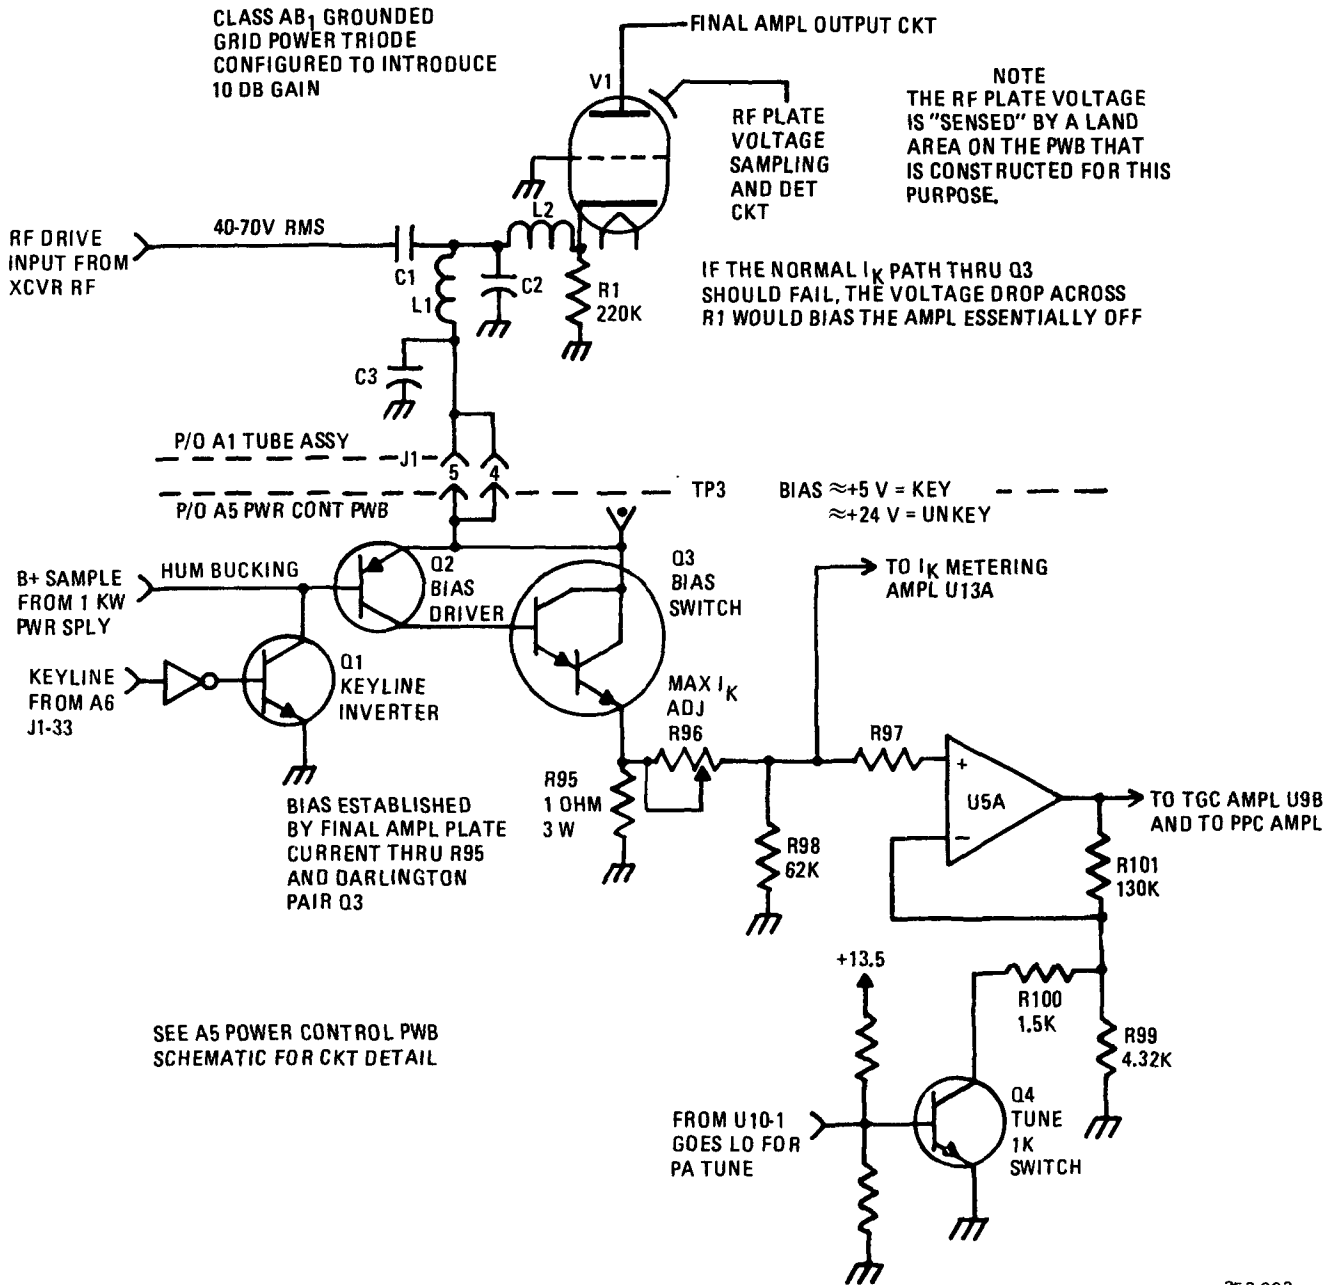 CLASS AB1 GROUNDED
GRID POWER TRIODE
CONFIGURED TO INTRODUCE
10 DB GAIN
FINAL AMPL OUTPUT CKT
V1
RF PLATE
VOLTAGE
SAMPLING
AND DET
CKT
NOTE
THE RF PLATE VOLTAGE
IS "SENSED" BY A LAND
AREA ON THE PWB THAT
IS CONSTRUCTED FOR THIS
PURPOSE.
RF DRIVE
INPUT FROM
XCVR RF
40-70V RMS
C1
L1
L2
C2
R1
220K
C3
IF THE NORMAL IK PATH THRU Q3
SHOULD FAIL, THE VOLTAGE DROP ACROSS
R1 WOULD BIAS THE AMPL ESSENTIALLY OFF
P/O A1 TUBE ASSY
J1
5
4
P/O A5 PWR CONT PWB
TP3
BIAS ≈+5 V = KEY
≈+24 V = UNKEY
B+ SAMPLE
FROM 1 KW
PWR SPLY
HUM BUCKING
Q2
BIAS
DRIVER
Q3
BIAS
SWITCH
TO IK METERING
AMPL U13A
KEYLINE
FROM A6
J1-33
Q1
KEYLINE
INVERTER
MAX IK
ADJ
R96
R97
R95
1 OHM
3 W
R98
62K
+
U5A
−
TO TGC AMPL U9B
AND TO PPC AMPL
R101
130K
BIAS ESTABLISHED
BY FINAL AMPL PLATE
CURRENT THRU R95
AND DARLINGTON
PAIR Q3
+13.5
R100
1.5K
R99
4.32K
SEE A5 POWER CONTROL PWB
SCHEMATIC FOR CKT DETAIL
FROM U10-1
GOES LO FOR
PA TUNE
Q4
TUNE
1K
SWITCH